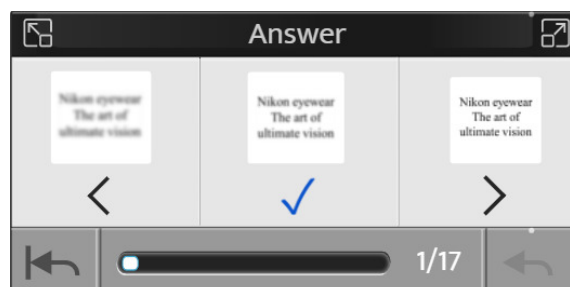 Answer
Nikon eyewear
The art of
ultimate vision
Nikon eyewear
The art of
ultimate vision
Nikon eyewear
The art of
ultimate vision
1/17